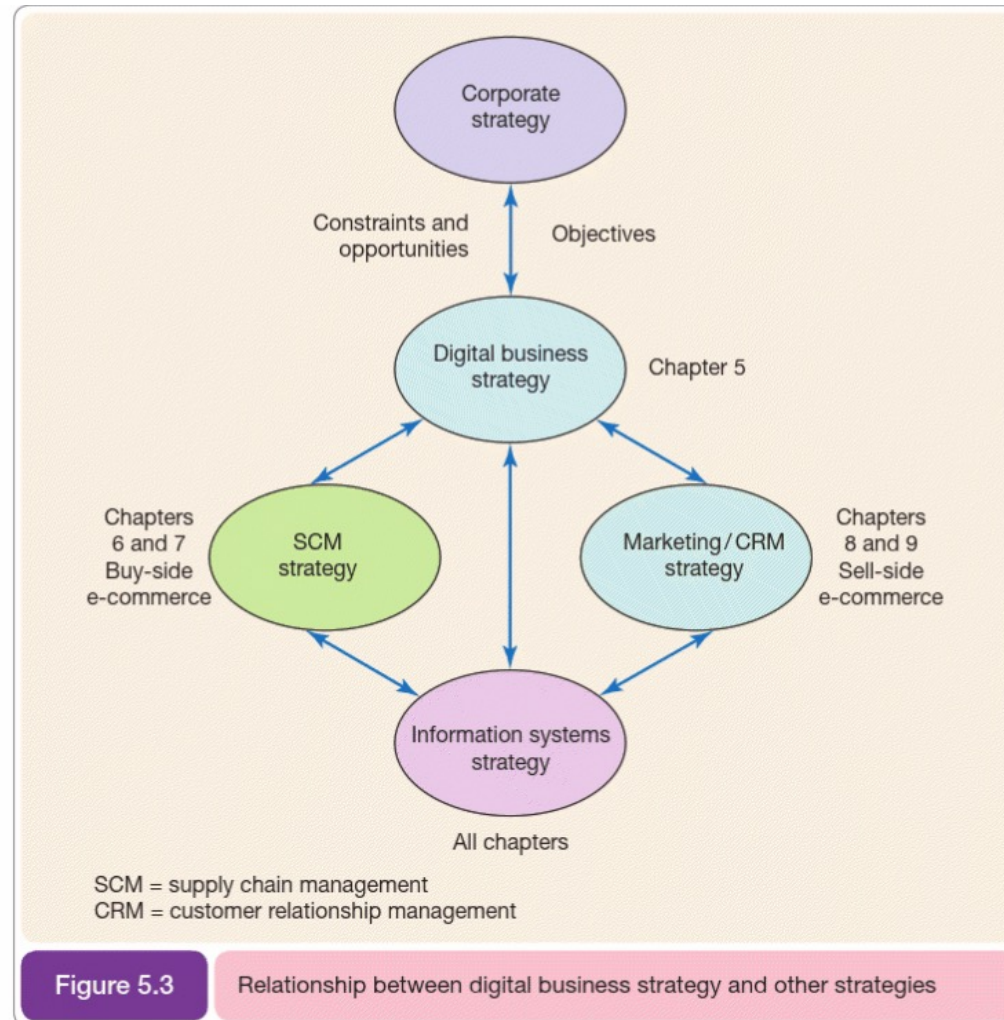 Corporate
strategy
Constraints and
opportunities
Objectives
Digital business
strategy
Chapter 5
Chapters
6 and 7
Buy-side
e-commerce
SCM
strategy
Marketing/CRM
strategy
Chapters
8 and 9
Sell-side
e-commerce
Information systems
strategy
All chapters
SCM = supply chain management
CRM = customer relationship management
Figure 5.3
Relationship between digital business strategy and other strategies